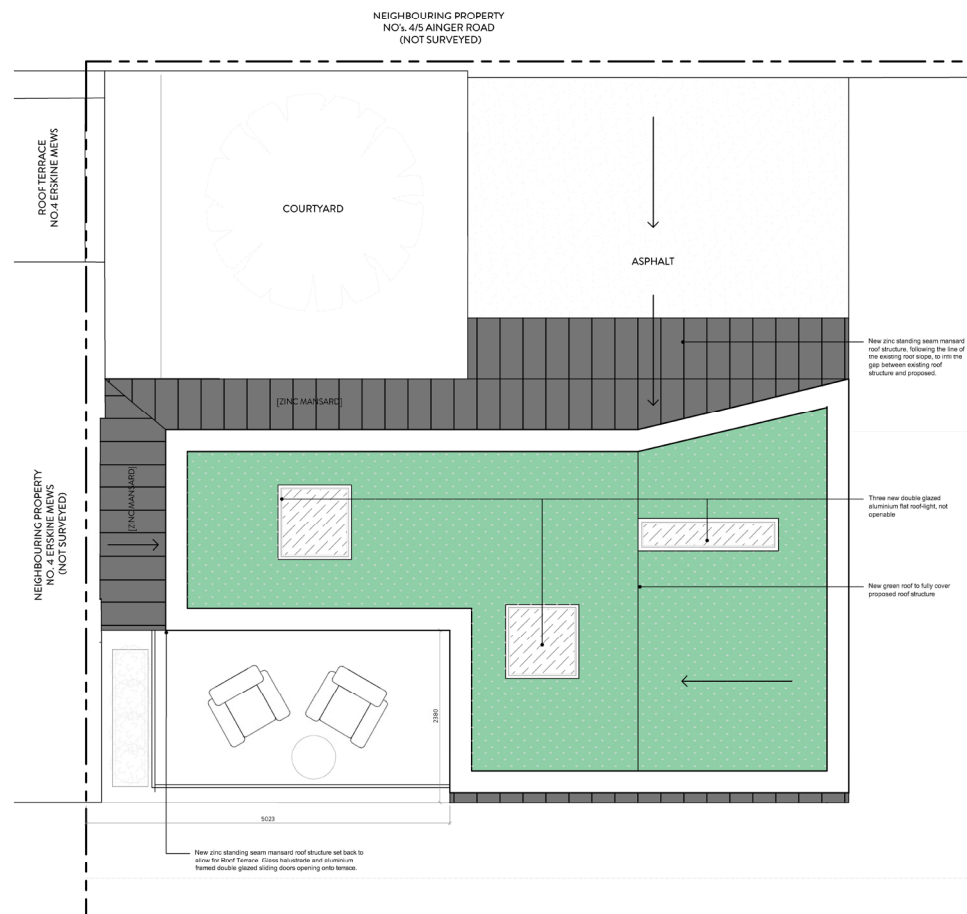 NEIGHBOURING PROPERTY
NO's. 4/5 AINGER ROAD
(NOT SURVEYED)
ROOF TERRACE
NO.4 ERSKINE MEWS
COURTYARD
ASPHALT
New zinc standing seam mansard
roof structure, following the line of
the existing roof slope, to infill the
gap between existing roof
structure and proposed.
[ZINC MANSARD]
[ZINC MANSARD]
NEIGHBOURING PROPERTY
NO. 4 ERSKINE MEWS
(NOT SURVEYED)
Three new double glazed
aluminium flat roof-light, not
openable
New green roof to fully cover
proposed roof structure
2380
5023
New zinc standing seam mansard roof structure set back to
allow for Roof Terrace. Glass balustrade and aluminium
framed double glazed sliding doors opening onto terrace.